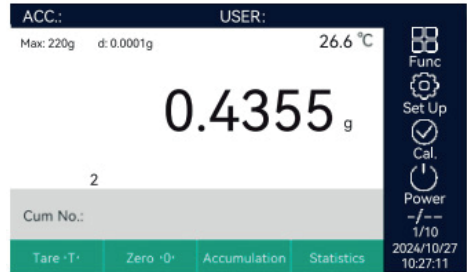 ACC.: USER:
Max: 220g d: 0.0001g 26.6 ℃
0.4355 g
2
Cum No.:
Tare ·T· Zero ·0· Accumulation Statistics
Func
Set Up
Cal.
Power
-/--
1/10
2024/10/27
10:27:11